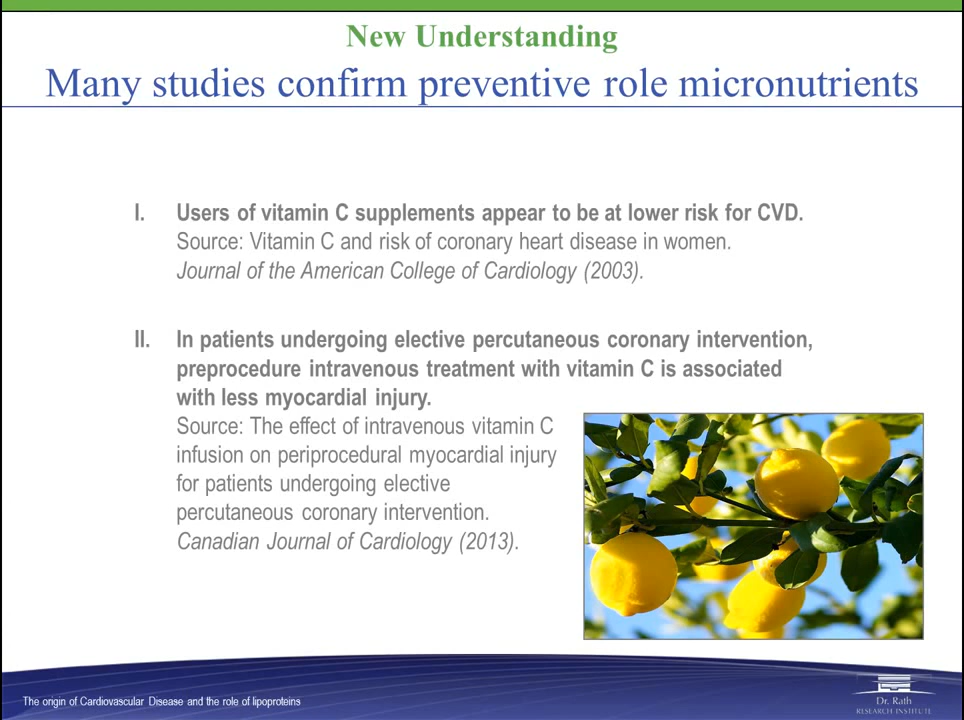 New Understanding
Many studies confirm preventive role micronutrients
I. Users of vitamin C supplements appear to be at lower risk for CVD.
Source: Vitamin C and risk of coronary heart disease in women.
Journal of the American College of Cardiology (2003).
II. In patients undergoing elective percutaneous coronary intervention,
preprocedure intravenous treatment with vitamin C is associated
with less myocardial injury.
Source: The effect of intravenous vitamin C
infusion on periprocedural myocardial injury
for patients undergoing elective
percutaneous coronary intervention.
Canadian Journal of Cardiology (2013).
The origin of Cardiovascular Disease and the role of lipoproteins
Dr. Rath
RESEARCH INSTITUTE